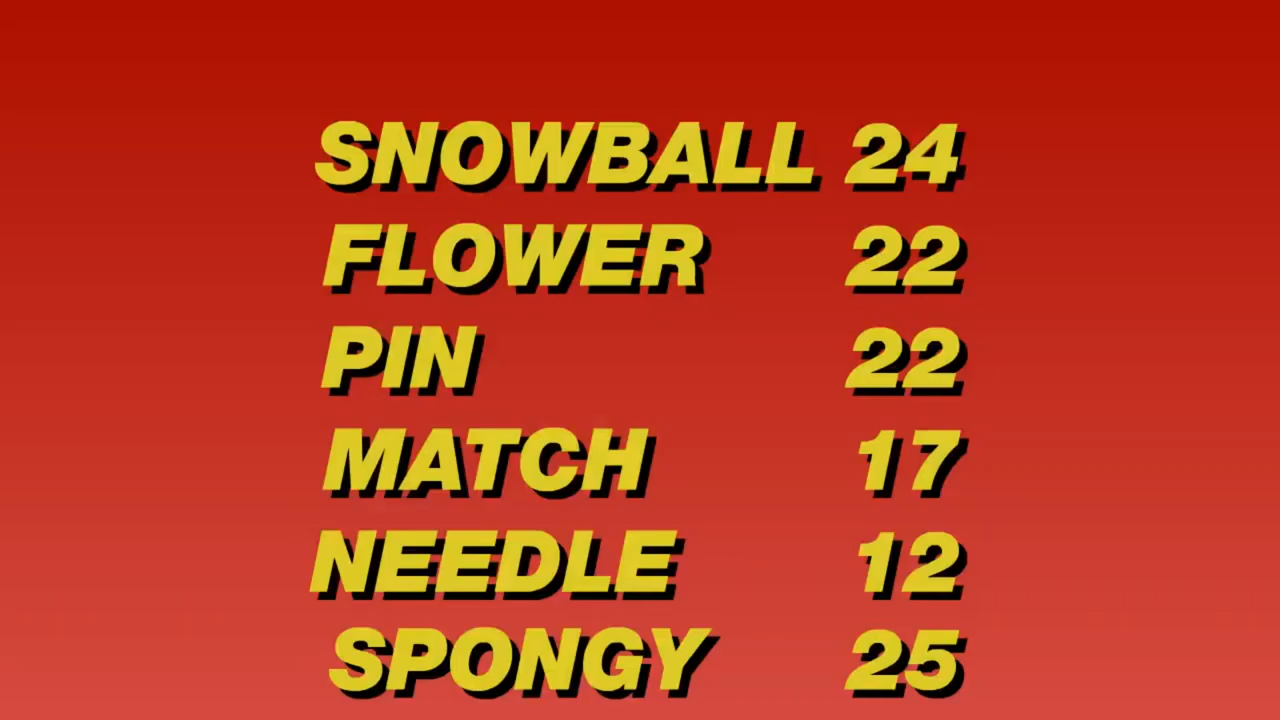 SNOWBALL 24
FLOWER 22
PIN 22
MATCH 17
NEEDLE 12
SPONGY 25